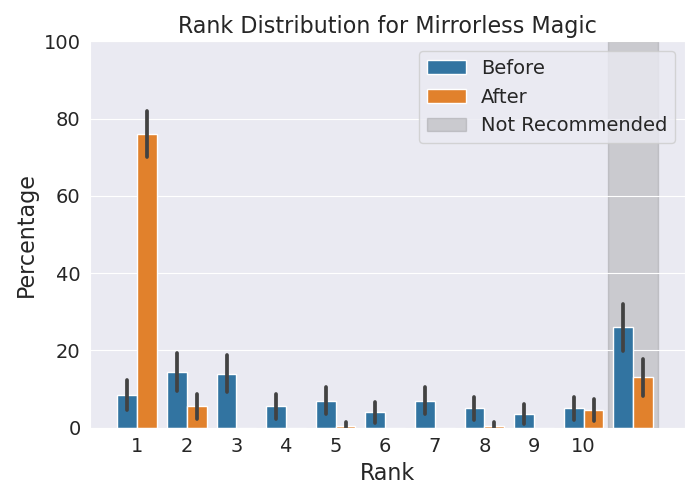 Rank Distribution for Mirrorless Magic
100
80
60
40
20
0
Percentage
Before
After
Not Recommended
1 2 3 4 5 6 7 8 9 10
Rank